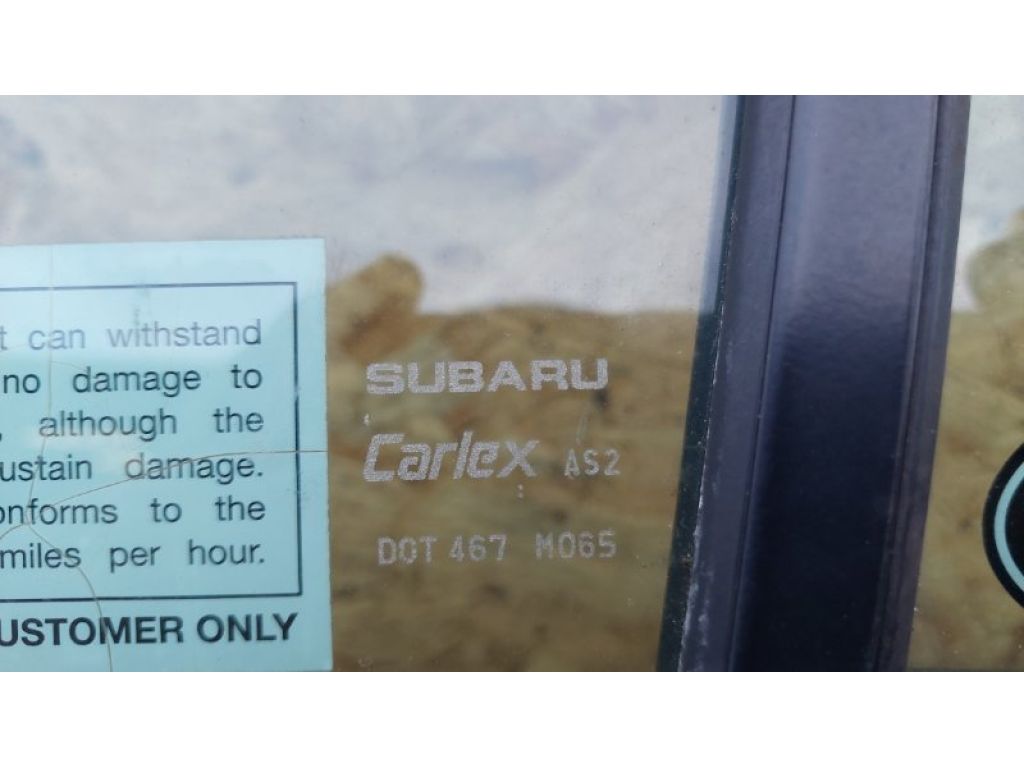 t can withstand
no damage to
, although the
ustain damage.
onforms to the
miles per hour.
USTOMER ONLY
SUBARU
Carlex AS2
DOT 467 M065